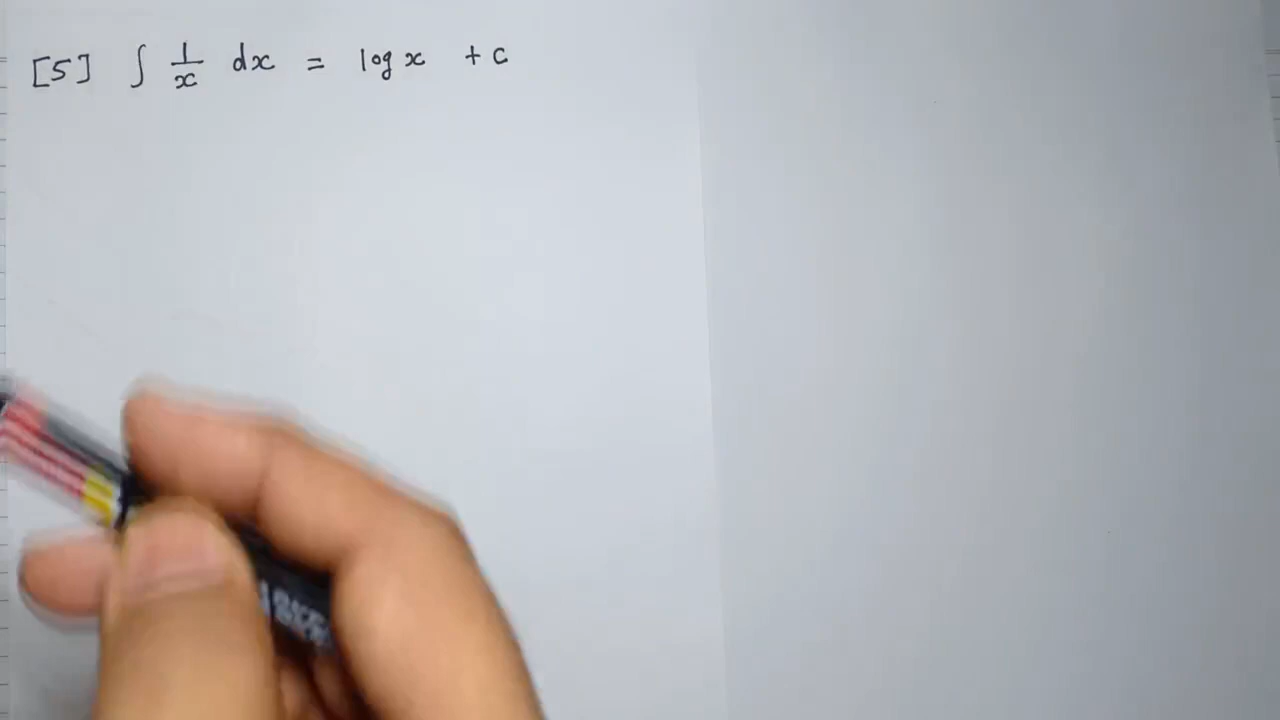 [5] ∫ 1/x dx = log x + c